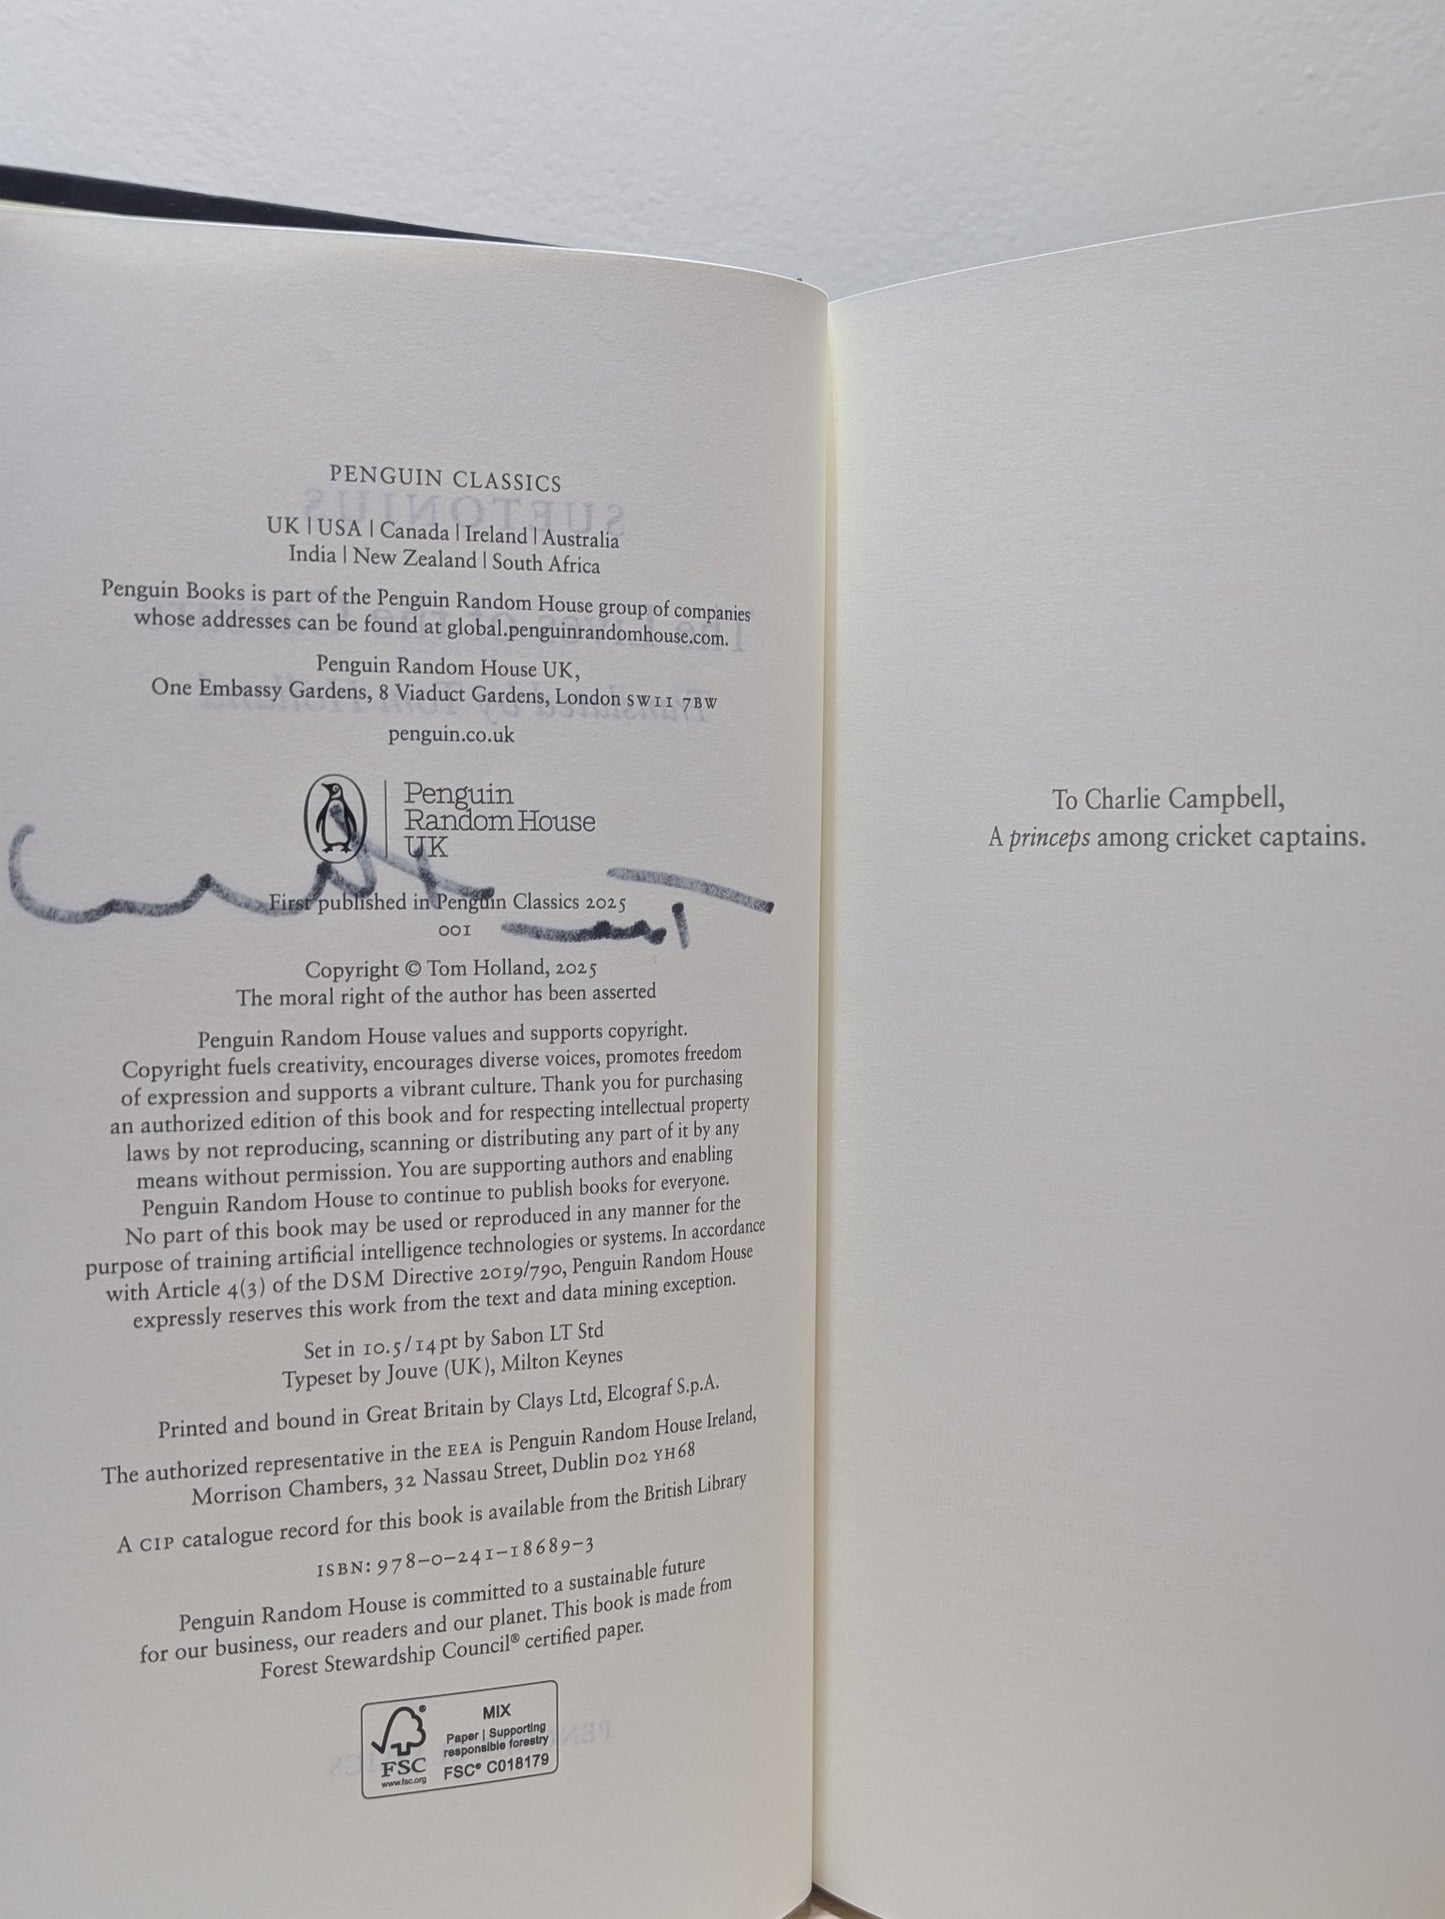 PENGUIN CLASSICS
UK | USA | Canada | Ireland | Australia
India | New Zealand | South Africa
Penguin Books is part of the Penguin Random House group of companies
whose addresses can be found at global.penguinrandomhouse.com.
Penguin Random House UK,
One Embassy Gardens, 8 Viaduct Gardens, London SW11 7BW
penguin.co.uk
Penguin
Random House
UK
First published in Penguin Classics 2025
001
Copyright © Tom Holland, 2025
The moral right of the author has been asserted
Penguin Random House values and supports copyright.
Copyright fuels creativity, encourages diverse voices, promotes freedom
of expression and supports a vibrant culture. Thank you for purchasing
an authorized edition of this book and for respecting intellectual property
laws by not reproducing, scanning or distributing any part of it by any
means without permission. You are supporting authors and enabling
Penguin Random House to continue to publish books for everyone.
No part of this book may be used or reproduced in any manner for the
purpose of training artificial intelligence technologies or systems. In accordance
with Article 4(3) of the DSM Directive 2019/790, Penguin Random House
expressly reserves this work from the text and data mining exception.
Set in 10.5/14pt by Sabon LT Std
Typeset by Jouve (UK), Milton Keynes
Printed and bound in Great Britain by Clays Ltd, Elcograf S.p.A.
The authorized representative in the EEA is Penguin Random House Ireland,
Morrison Chambers, 32 Nassau Street, Dublin D02 YH68
A CIP catalogue record for this book is available from the British Library
ISBN: 978-0-241-18689-3
Penguin Random House is committed to a sustainable future
for our business, our readers and our planet. This book is made from
Forest Stewardship Council® certified paper.
MIX
Paper | Supporting
responsible forestry
FSC® C018179
FSC
www.fsc.org
To Charlie Campbell,
A princeps among cricket captains.